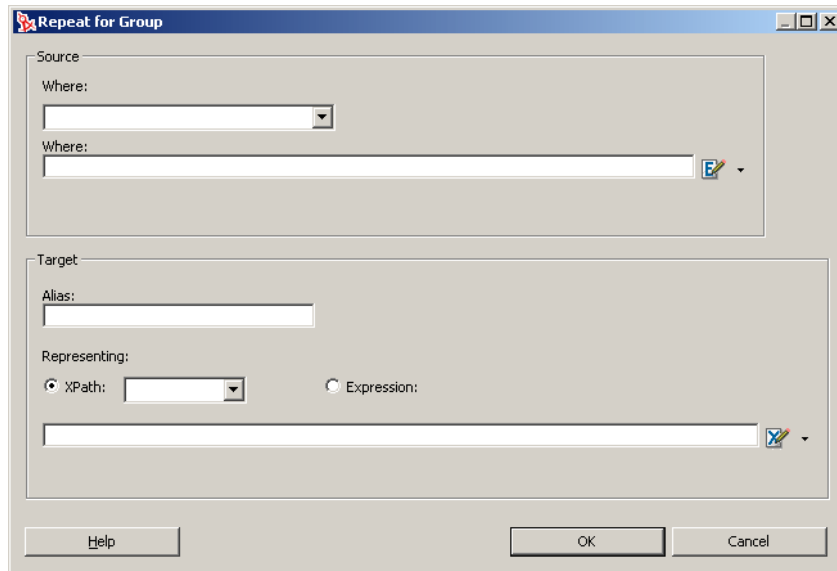 Repeat for Group
Source
Where:
Where:
E
Target
Alias:
Representing:
XPath:
Expression:
X
Help
OK
Cancel